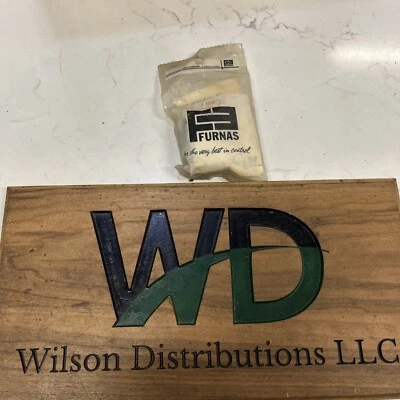 FURNAS
the very best in control
WD
Wilson Distributions LLC